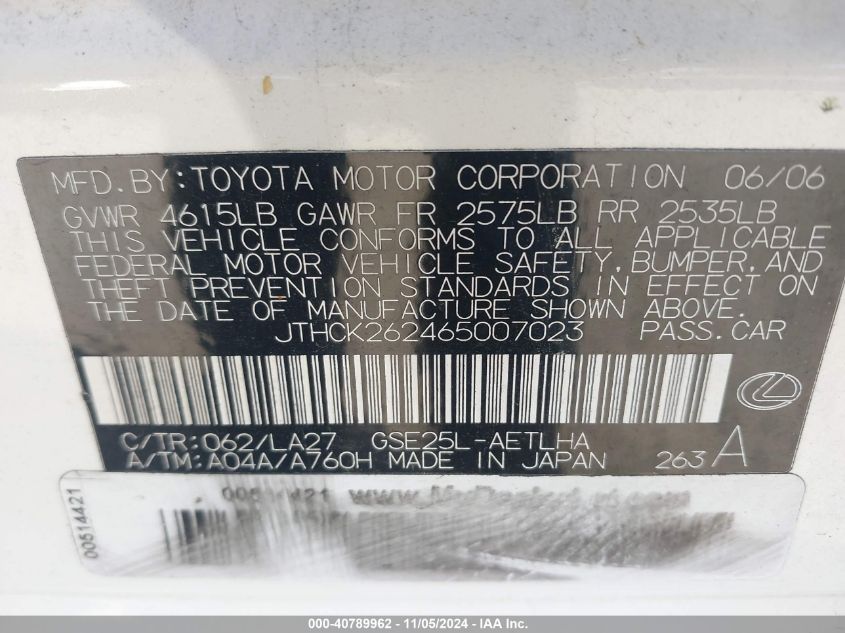 MFD.BY:TOYOTA MOTOR CORPORATION 06/06
GVWR 4615LB GAWR FR 2575LB RR 2535LB
THIS VEHICLE CONFORMS TO ALL APPLICABLE
FEDERAL MOTOR VEHICLE SAFETY,BUMPER,AND
THEFT PREVENTION STANDARDS IN EFFECT ON
THE DATE OF MANUFACTURE SHOWN ABOVE.
JTHCK262465007023 PASS.CAR
C/TR:062/LA27 GSE25L-AETLHA
A/TM:A04A/A760H MADE IN JAPAN 263 A
00514421
00514421
000-40789962 - 11/05/2024 - IAA Inc.